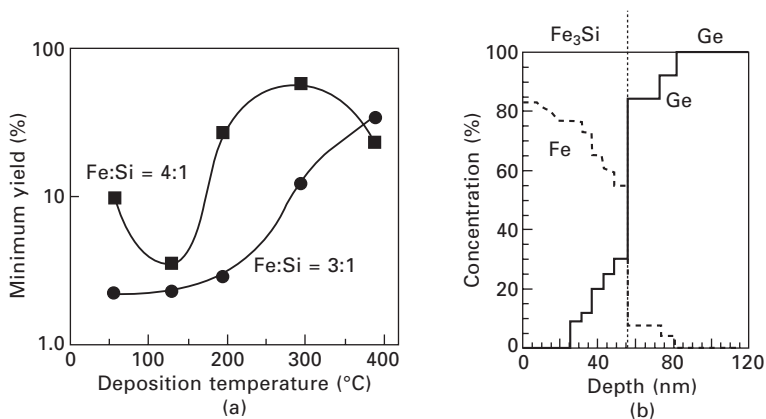 100
10
1.0
0
100
200
300
400
Minimum yield (%)
Fe:Si = 4:1
Fe:Si = 3:1
Deposition temperature (°C)
(a)
Fe₃Si
Ge
100
80
60
40
20
0
Concentration (%)
Fe
Ge
0
40
80
120
Depth (nm)
(b)